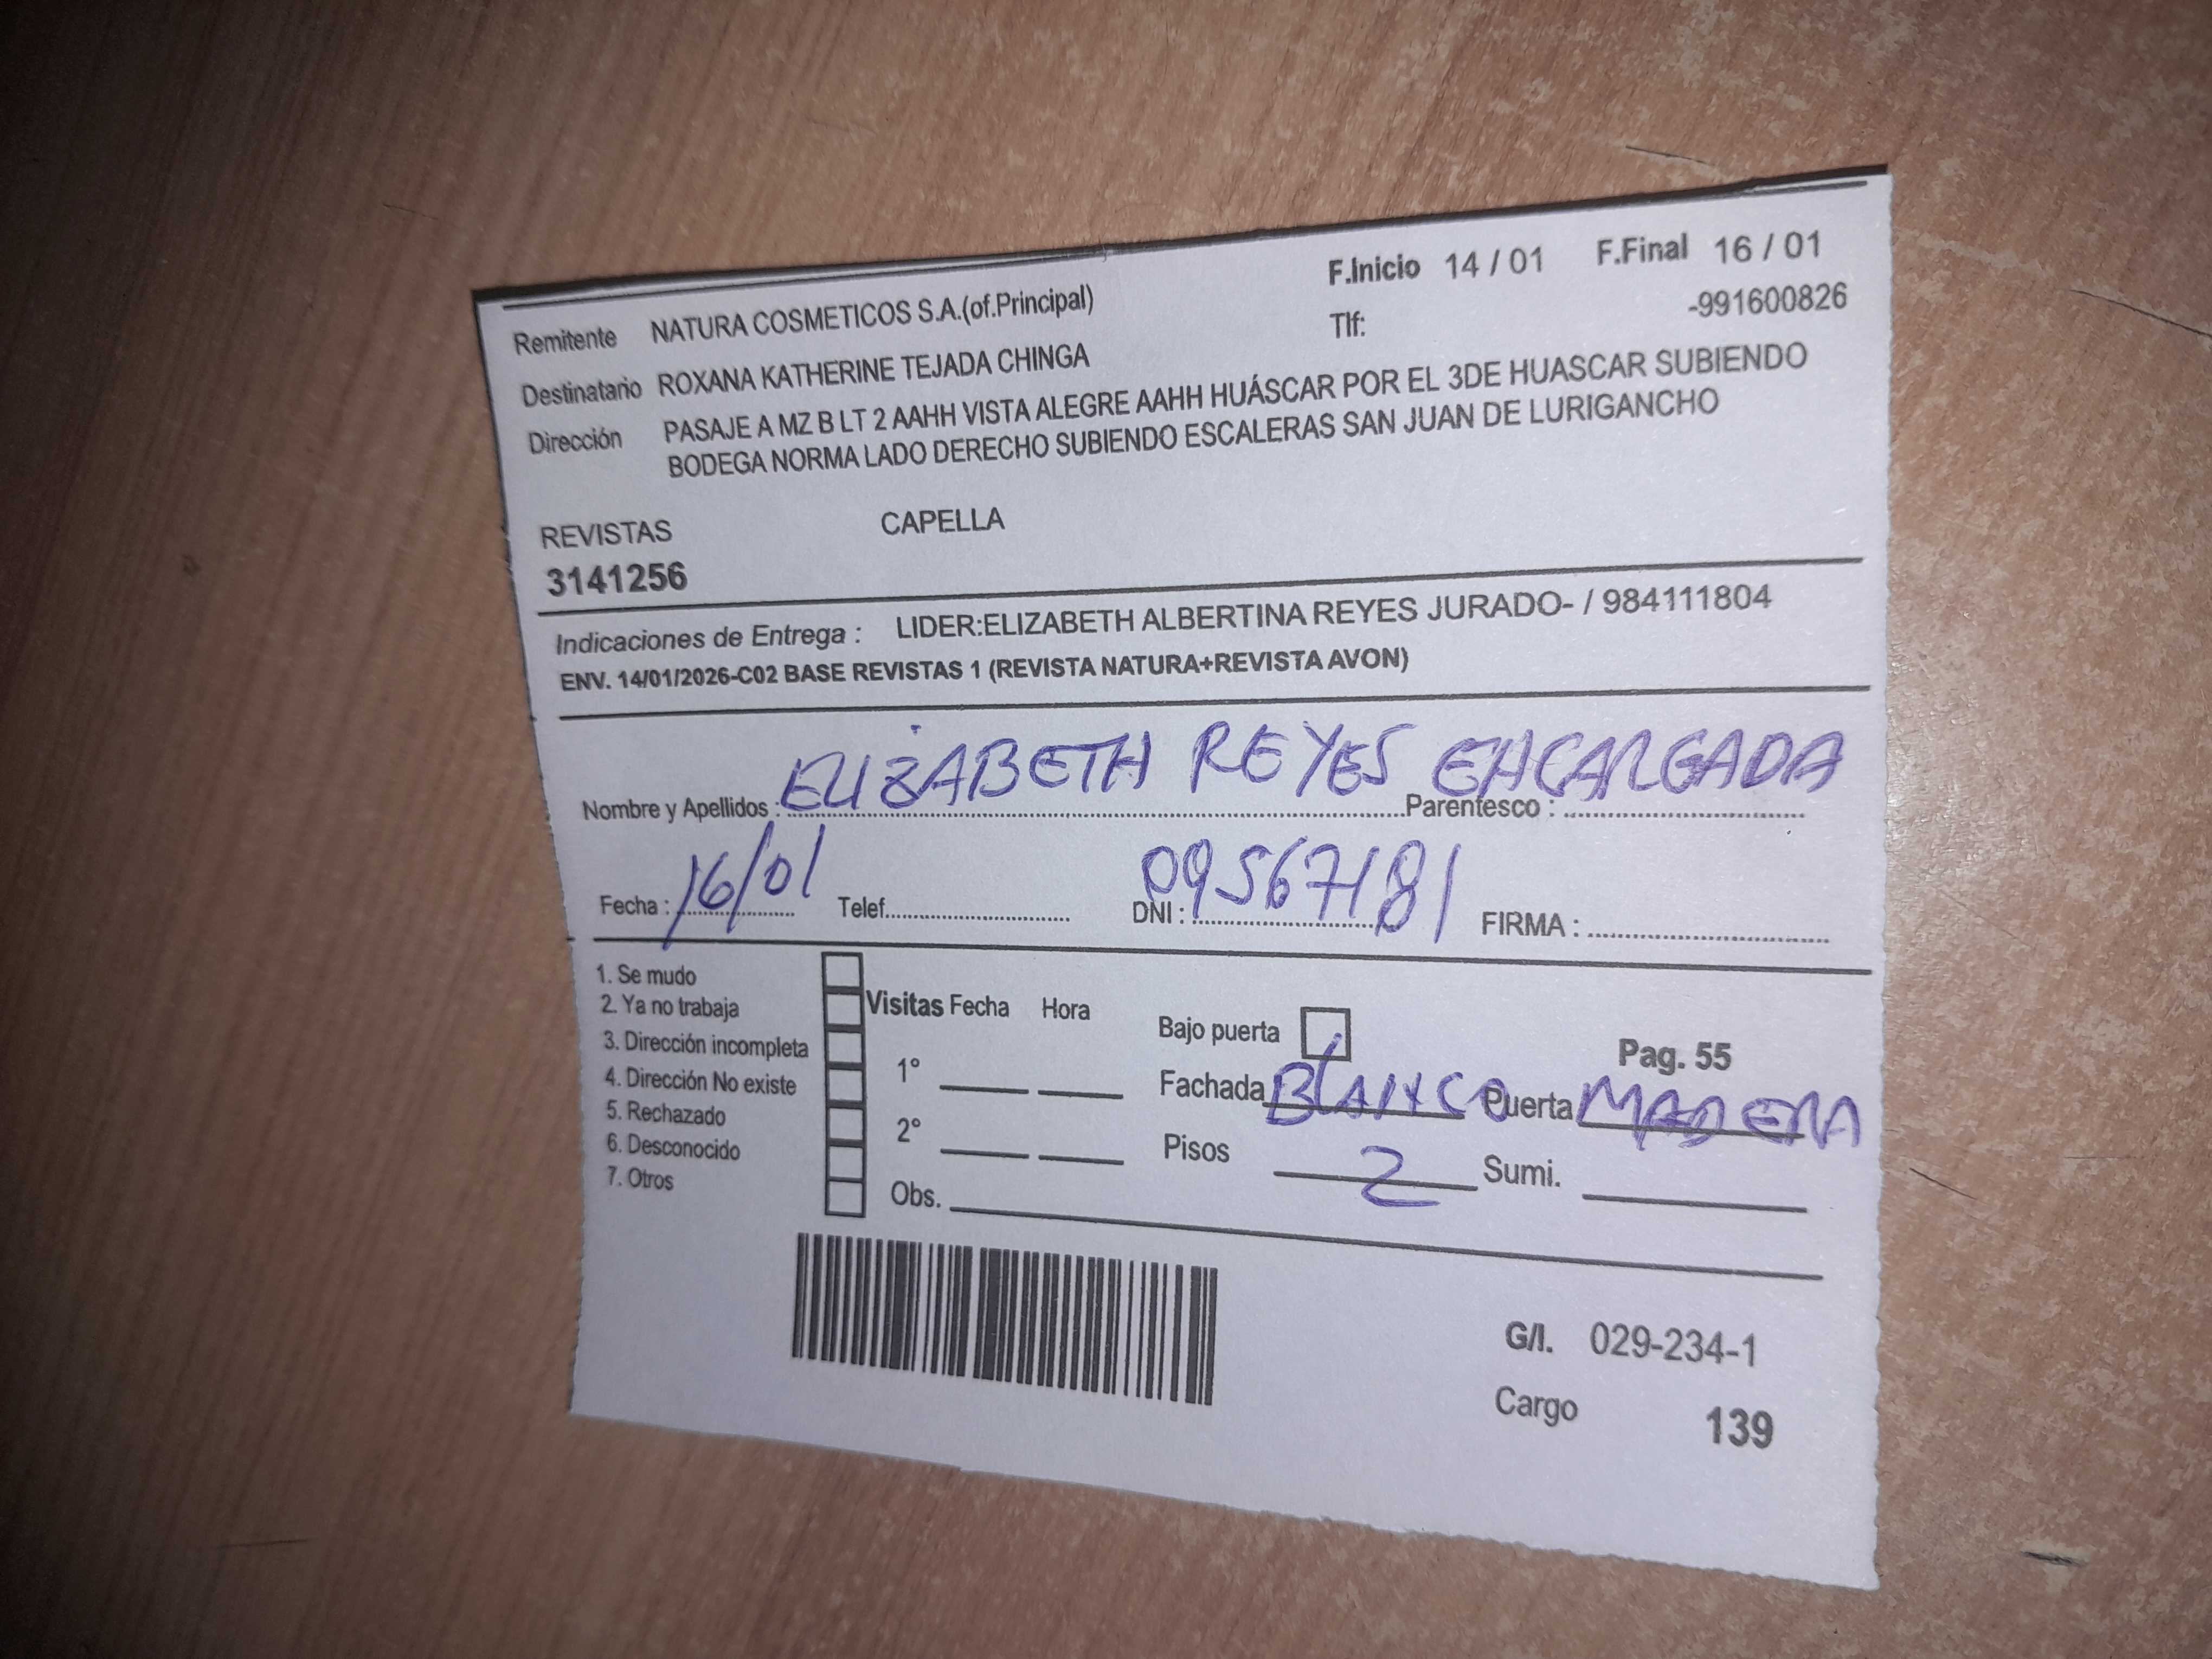 F.Inicio 14 / 01 F.Final 16 / 01
Remitente NATURA COSMETICOS S.A.(of.Principal) Tlf: -991600826
Destinatario ROXANA KATHERINE TEJADA CHINGA
Dirección PASAJE A MZ B LT 2 AAHH VISTA ALEGRE AAHH HUÁSCAR POR EL 3DE HUASCAR SUBIENDO
BODEGA NORMA LADO DERECHO SUBIENDO ESCALERAS SAN JUAN DE LURIGANCHO
REVISTAS CAPELLA
3141256
Indicaciones de Entrega : LIDER:ELIZABETH ALBERTINA REYES JURADO- / 984111804
ENV. 14/01/2026-C02 BASE REVISTAS 1 (REVISTA NATURA+REVISTA AVON)
Nombre y Apellidos : ELIZABETH REYES Parentesco : ENCARGADA
Fecha : 16/01 Telef. DNI : 09567181 FIRMA :
1. Se mudo
2. Ya no trabaja Visitas Fecha Hora Bajo puerta Pag. 55
3. Dirección incompleta
4. Dirección No existe 1° Fachada BLANCO Puerta MADERA
5. Rechazado
6. Desconocido 2° Pisos 2 Sumi.
7. Otros Obs.
G/I. 029-234-1
Cargo 139